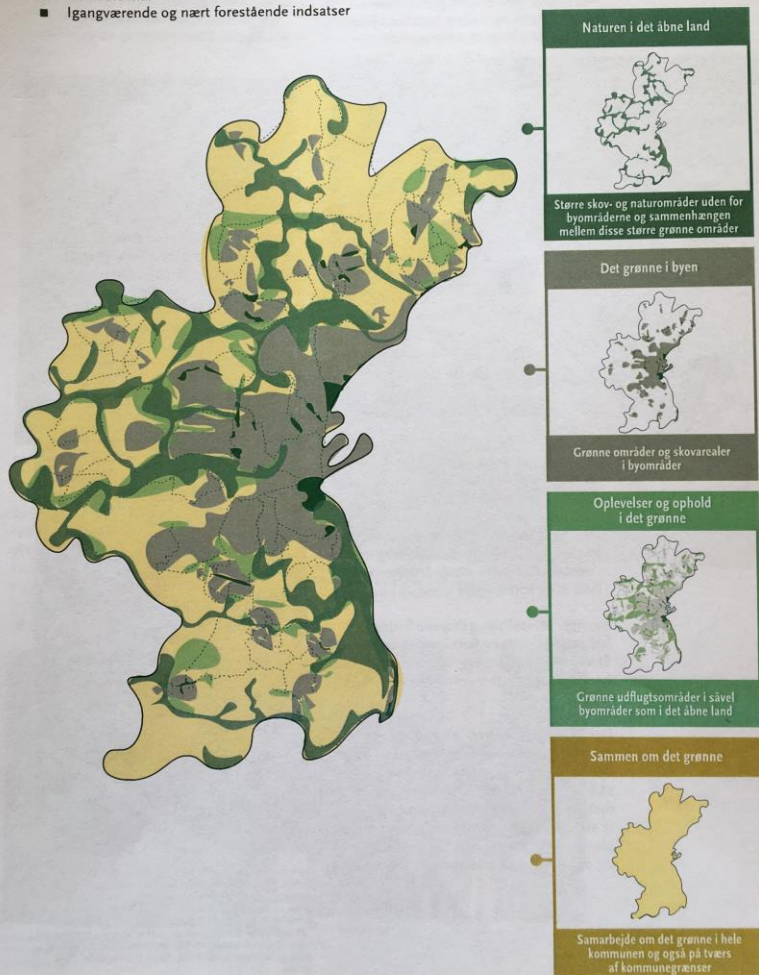 ■ Igangværende og nært forestående indsatser
Naturen i det åbne land
Større skov- og naturområder uden for
byområderne og sammenhængen
mellem disse større grønne områder
Det grønne i byen
Grønne områder og skovarealer
i byområder
Oplevelser og ophold
i det grønne
Grønne udflugtsområder i såvel
byområder som i det åbne land
Sammen om det grønne
Samarbejde om det grønne i hele
kommunen og også på tværs
af kommunegrænser